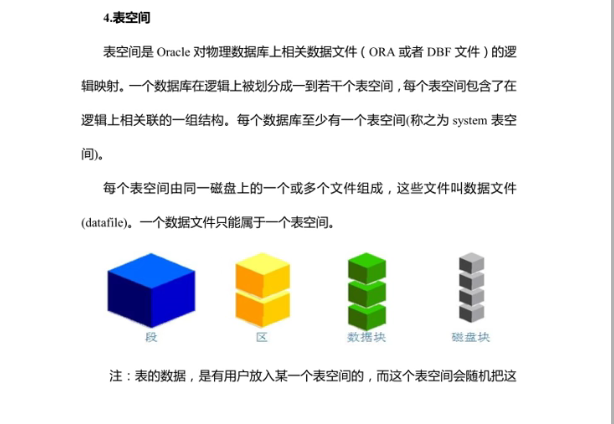 4.表空间
表空间是 Oracle 对物理数据库上相关数据文件（ORA 或者 DBF 文件）的逻
辑映射。一个数据库在逻辑上被划分成一到若干个表空间，每个表空间包含了在
逻辑上相关联的一组结构。每个数据库至少有一个表空间(称之为 system 表空
间)。
每个表空间由同一磁盘上的一个或多个文件组成，这些文件叫数据文件
(datafile)。一个数据文件只能属于一个表空间。
段 区 数据块 磁盘块
注：表的数据，是有用户放入某一个表空间的，而这个表空间会随机把这